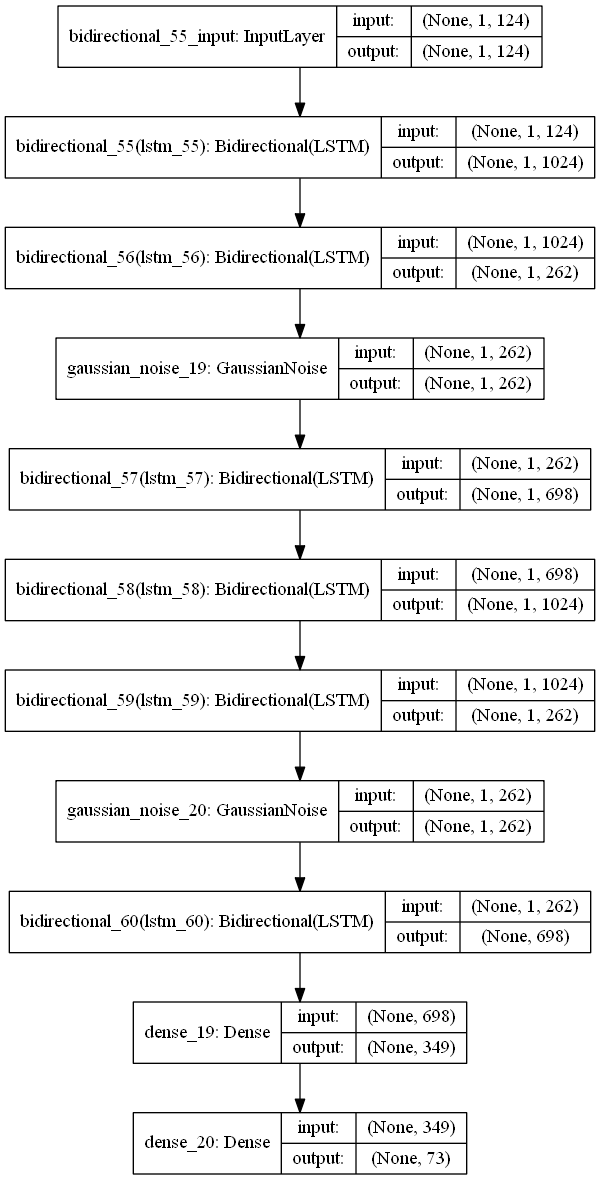 bidirectional_55_input: InputLayer input: (None, 1, 124)
output: (None, 1, 124)
bidirectional_55(lstm_55): Bidirectional(LSTM) input: (None, 1, 124)
output: (None, 1, 1024)
bidirectional_56(lstm_56): Bidirectional(LSTM) input: (None, 1, 1024)
output: (None, 1, 262)
gaussian_noise_19: GaussianNoise input: (None, 1, 262)
output: (None, 1, 262)
bidirectional_57(lstm_57): Bidirectional(LSTM) input: (None, 1, 262)
output: (None, 1, 698)
bidirectional_58(lstm_58): Bidirectional(LSTM) input: (None, 1, 698)
output: (None, 1, 1024)
bidirectional_59(lstm_59): Bidirectional(LSTM) input: (None, 1, 1024)
output: (None, 1, 262)
gaussian_noise_20: GaussianNoise input: (None, 1, 262)
output: (None, 1, 262)
bidirectional_60(lstm_60): Bidirectional(LSTM) input: (None, 1, 262)
output: (None, 698)
dense_19: Dense input: (None, 698)
output: (None, 349)
dense_20: Dense input: (None, 349)
output: (None, 73)